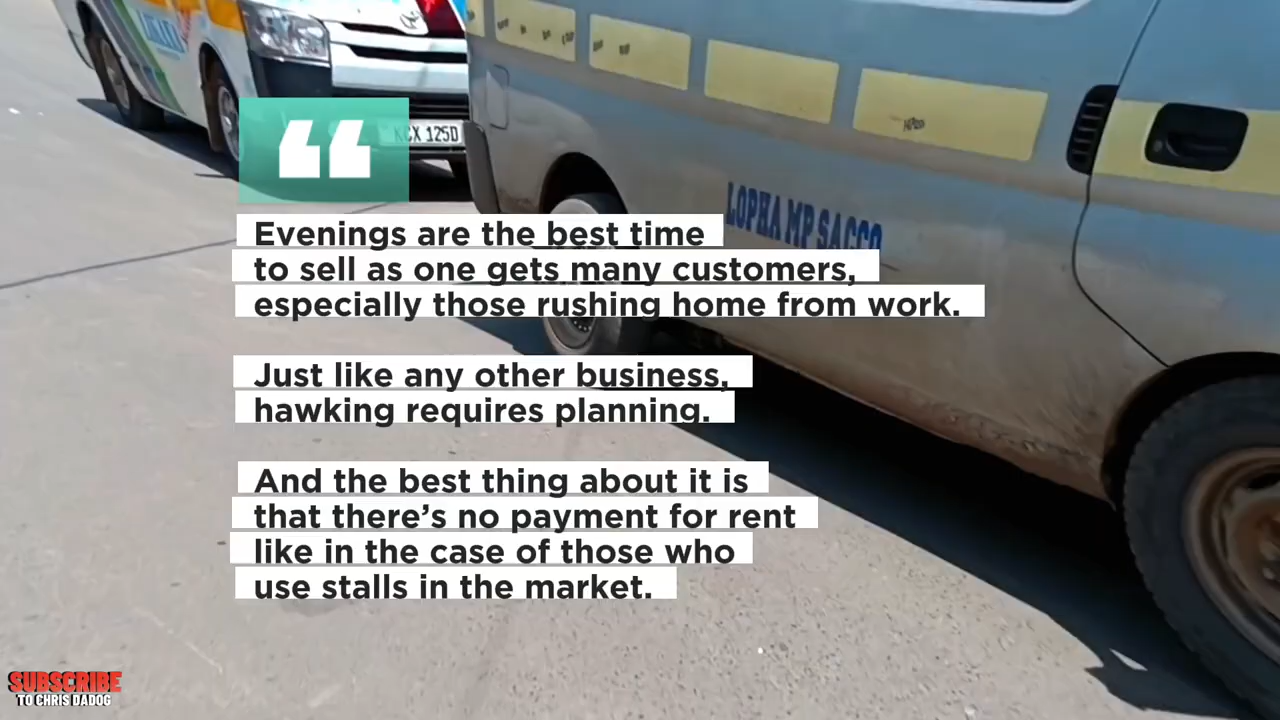 KCX 125D
LOPHA MP SACCO
“
Evenings are the best time
to sell as one gets many customers,
especially those rushing home from work.
Just like any other business,
hawking requires planning.
And the best thing about it is
that there’s no payment for rent
like in the case of those who
use stalls in the market.
SUBSCRIBE
TO CHRIS DADOG